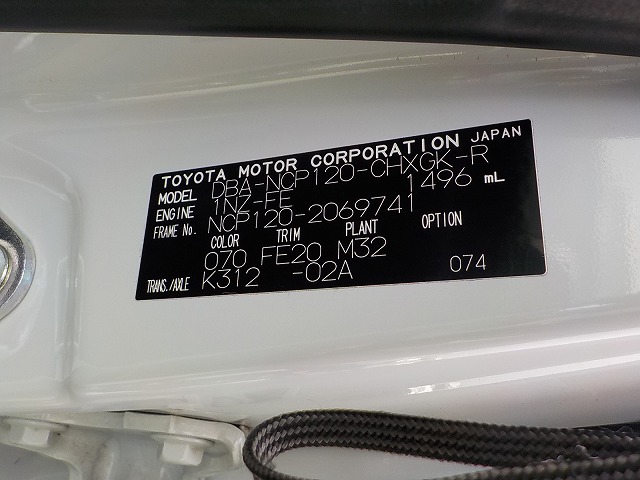 TOYOTA MOTOR CORPORATION JAPAN
MODEL DBA-NCP120-CHXGK-R
ENGINE 1NZ-FE 1496 mL
FRAME No. NCP120-2069741
COLOR TRIM PLANT OPTION
070 FE20 M32
TRANS./AXLE K312 -02A 074